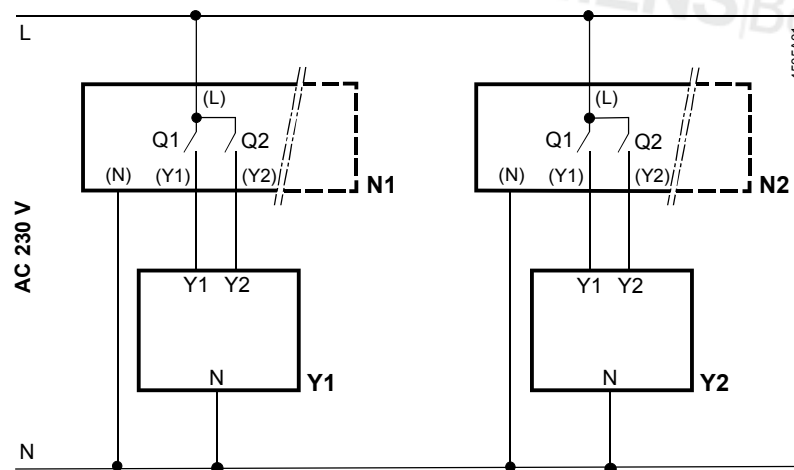 L
(L)
(L)
Q1 Q2
Q1 Q2
(N) (Y1) (Y2) N1
(N) (Y1) (Y2) N2
AC 230 V
Y1 Y2
Y1 Y2
N Y1
N Y2
N